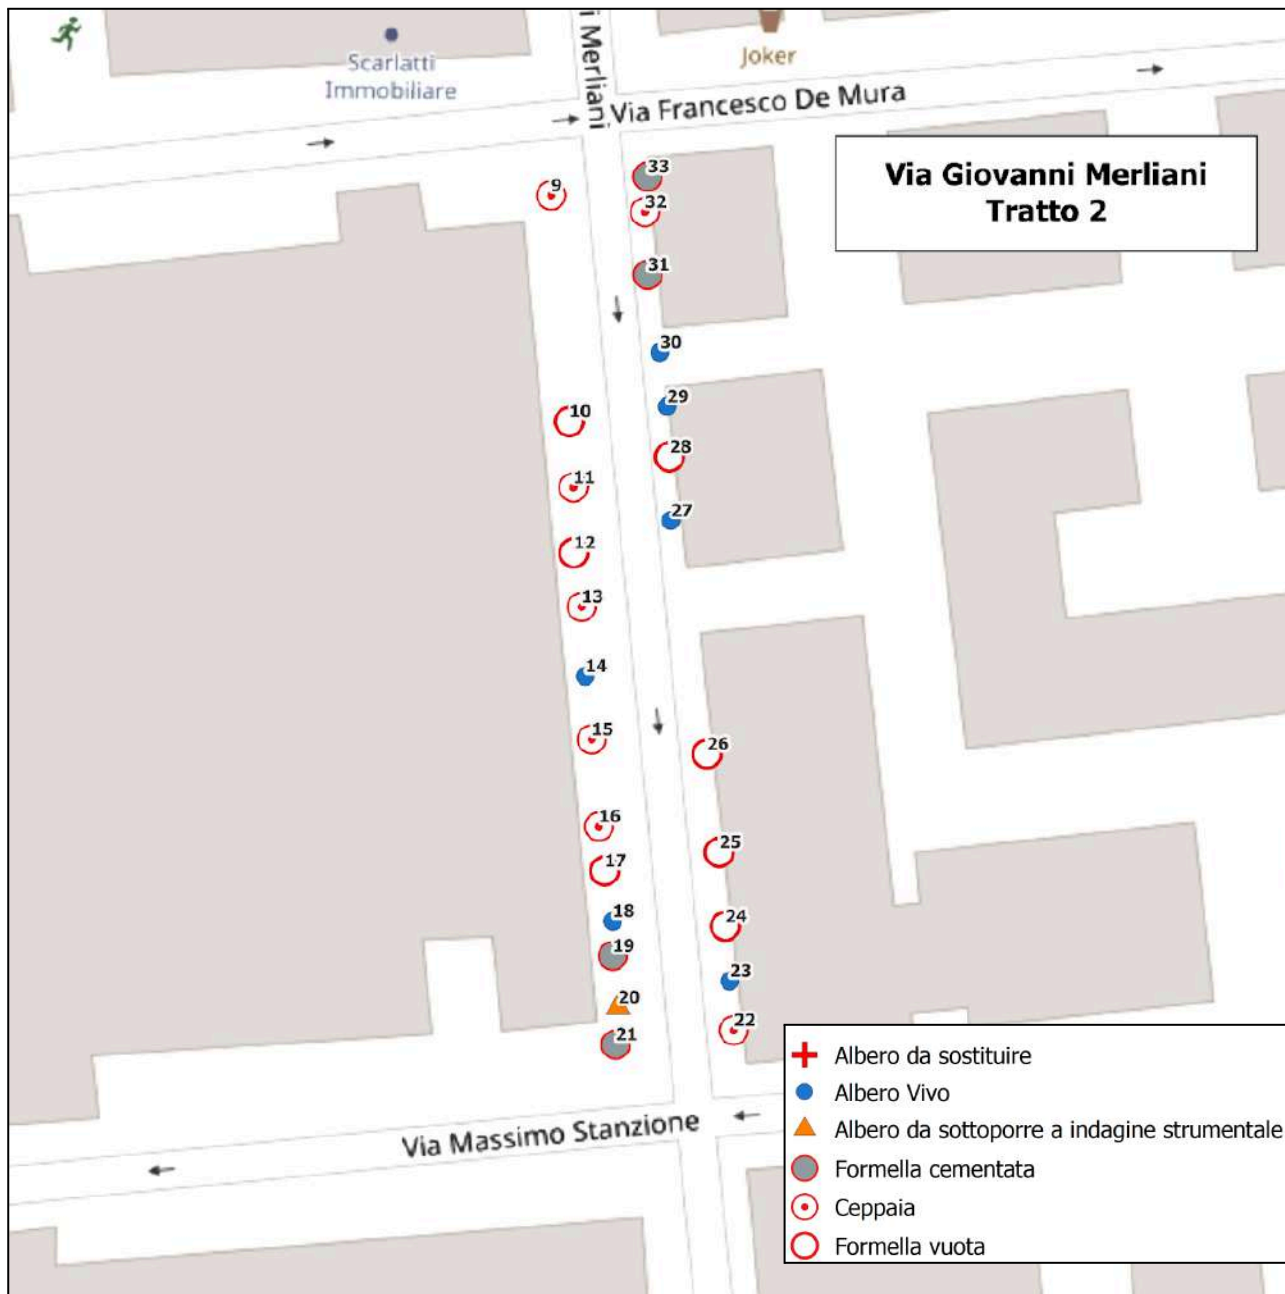 Scarlatti
Immobiliare
i Merliani
Joker
Via Francesco De Mura
Via Giovanni Merliani
Tratto 2
9
33
32
31
30
29
10
28
11
27
12
13
14
15
26
16
25
17
18
24
19
23
20
22
21
Via Massimo Stanzione
Albero da sostituire
Albero Vivo
Albero da sottoporre a indagine strumentale
Formella cementata
Ceppaia
Formella vuota